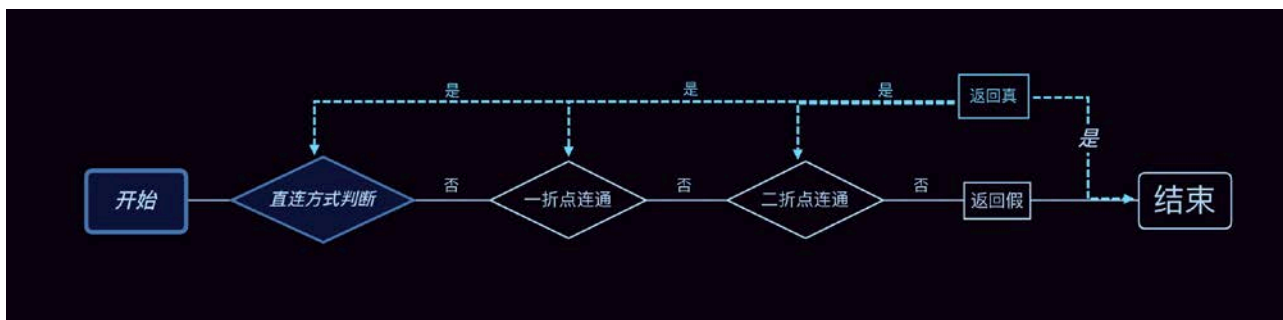 是
是
是
返回真
是
开始
直连方式判断
否
一折点连通
否
二折点连通
否
返回假
结束